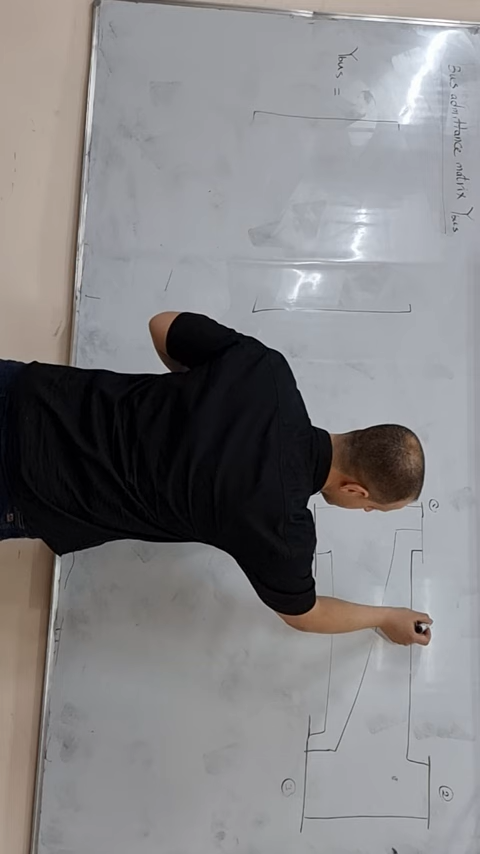 Bus admittance matrix Ybus
Ybus =
①
②
③